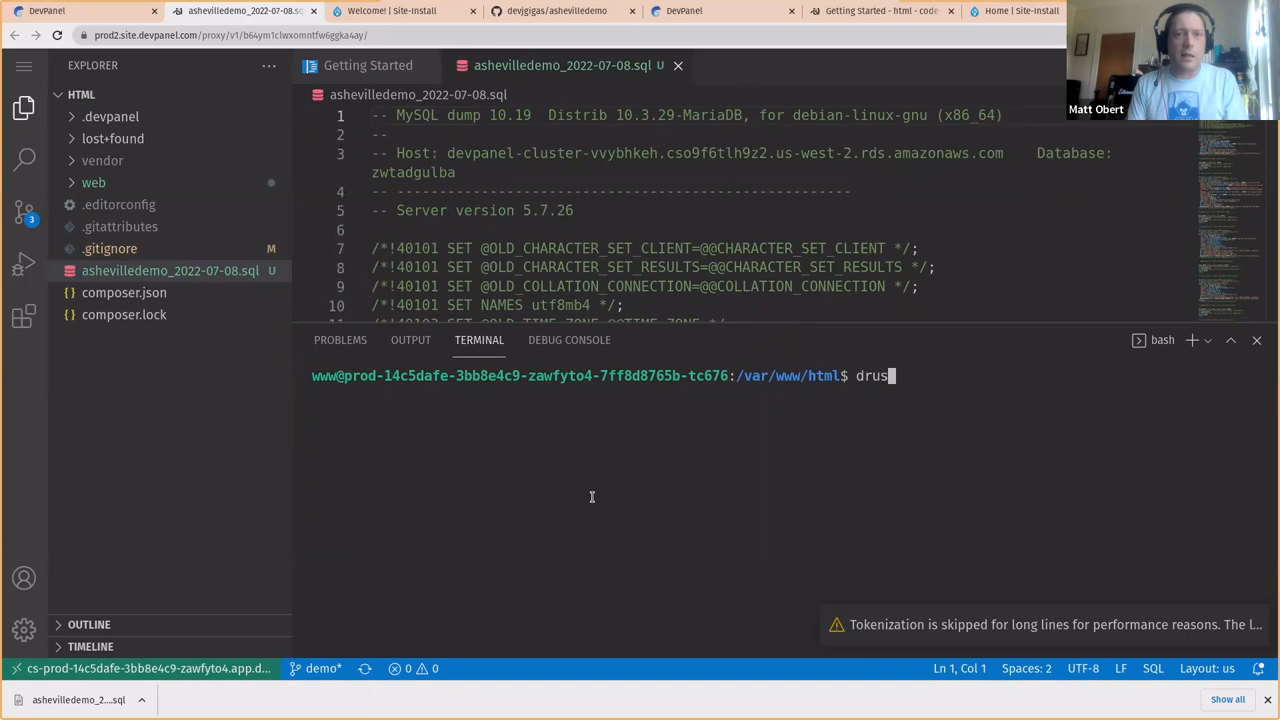 DevPanel
ashevilledemo_2022-07-08.sq
Welcome! | Site-Install
devjgigas/ashevilledemo
DevPanel
Getting Started - html - code
Home | Site-Install
prod2.site.devpanel.com/proxy/v1/b64ym1clwxomntfw6ggka4ay/
Matt Obert
EXPLORER
HTML
.devpanel
lost+found
vendor
web
.editorconfig
.gitattributes
.gitignore M
ashevilledemo_2022-07-08.sql U
composer.json
composer.lock
OUTLINE
TIMELINE
3
Getting Started
ashevilledemo_2022-07-08.sql U
ashevilledemo_2022-07-08.sql
1 -- MySQL dump 10.19 Distrib 10.3.29-MariaDB, for debian-linux-gnu (x86_64)
2 --
3 -- Host: devpanel-cluster-vvybhkeh.cso9f6tlh9z2.us-west-2.rds.amazonaws.com Database:
zwtadgulba
4 -- ------------------------------------------------------
5 -- Server version 5.7.26
6
7 /*!40101 SET @OLD_CHARACTER_SET_CLIENT=@@CHARACTER_SET_CLIENT */;
8 /*!40101 SET @OLD_CHARACTER_SET_RESULTS=@@CHARACTER_SET_RESULTS */;
9 /*!40101 SET @OLD_COLLATION_CONNECTION=@@COLLATION_CONNECTION */;
10 /*!40101 SET NAMES utf8mb4 */;
11 /*!40103 SET @OLD_TIME_ZONE=@@TIME_ZONE */
PROBLEMS OUTPUT TERMINAL DEBUG CONSOLE
bash
www@prod-14c5dafe-3bb8e4c9-zawfyto4-7ff8d8765b-tc676:/var/www/html$ drus
Tokenization is skipped for long lines for performance reasons. The l...
cs-prod-14c5dafe-3bb8e4c9-zawfyto4.app.d...
demo*
0 0
Ln 1, Col 1 Spaces: 2 UTF-8 LF SQL Layout: us
ashevilledemo_2....sql
Show all